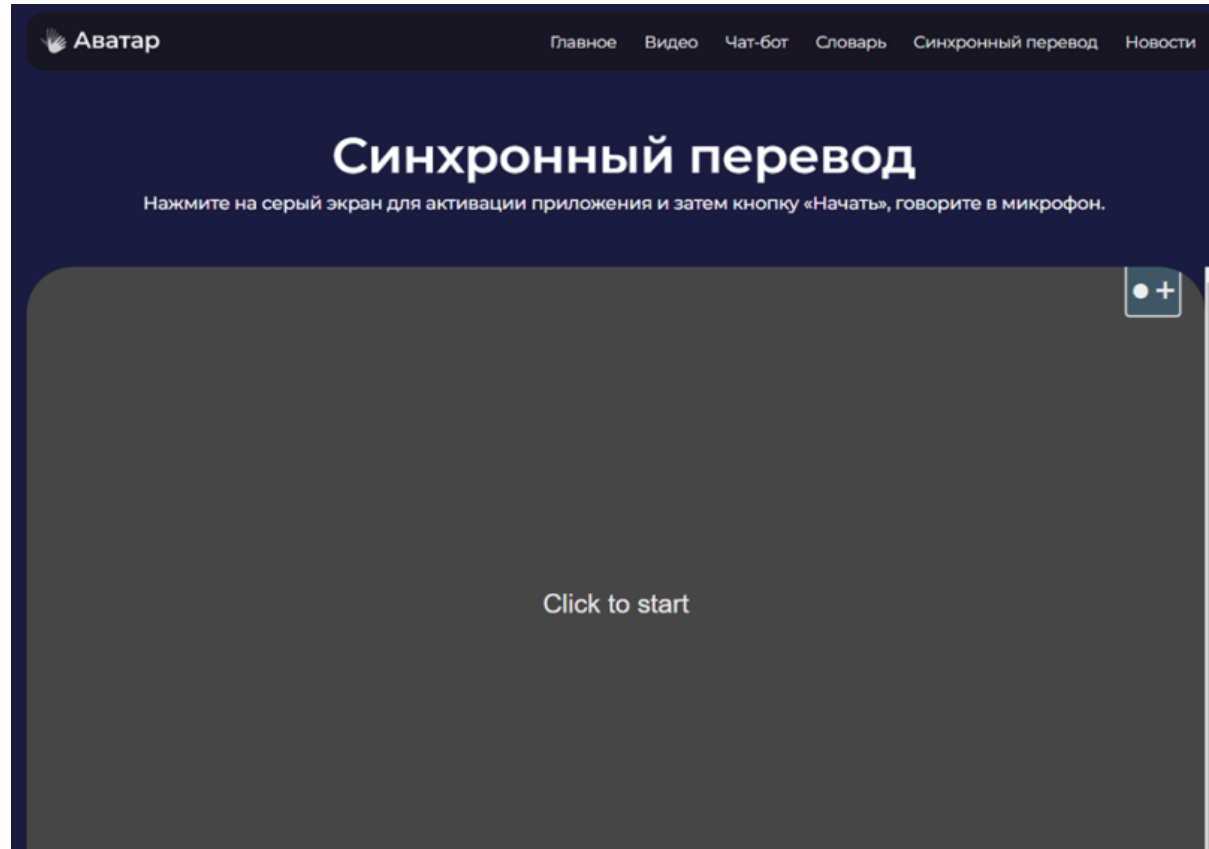 Аватар
Главное Видео Чат-бот Словарь Синхронный перевод Новости
Синхронный перевод
Нажмите на серый экран для активации приложения и затем кнопку «Начать», говорите в микрофон.
Click to start